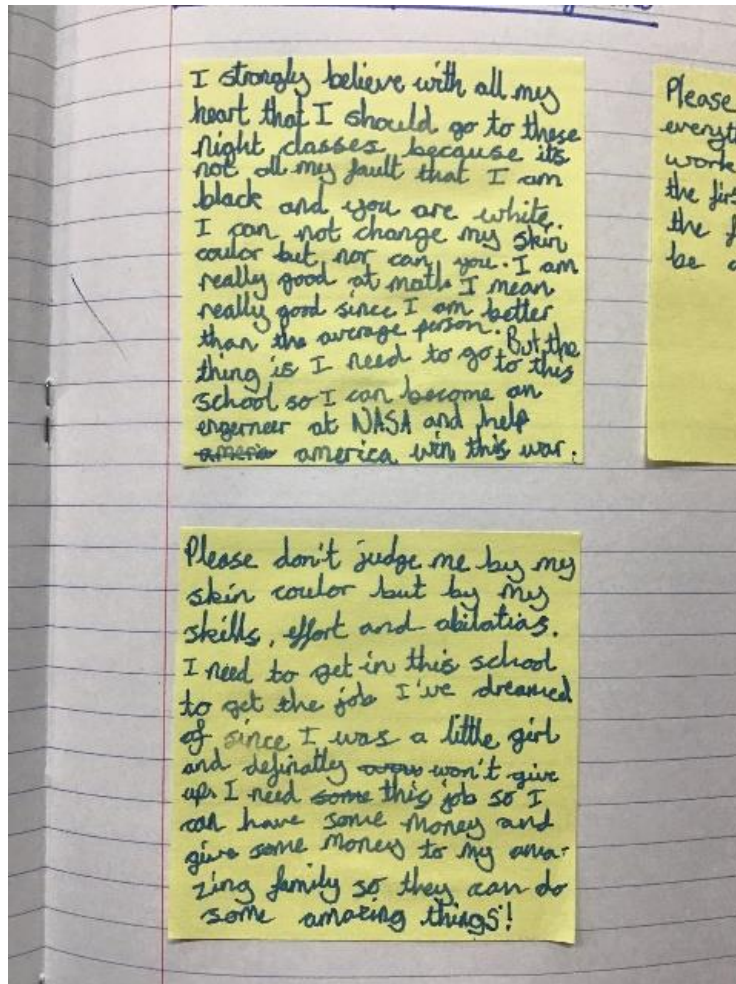 I strongly believe with all my
heart that I should go to these
night classes because its
not all my fault that I am
black and you are white.
I can not change my skin
coulor but, nor can you. I am
really good at math. I mean
really good since I am better
than the average person. But the
thing is I need to go to this
school so I can become an
engerneer at NASA and help
america win this war.
Please don't judge me by my
skin coulor but by my
skills, effort and abilatias.
I need to get in this school
to get the job I've dreamed
of since I was a little girl
and definatly won't give
up. I need some this job so I
can have some money and
give some money to my ama-
zing family so they can do
some amazing things!
Please
everyt
work
the firs
the f
be